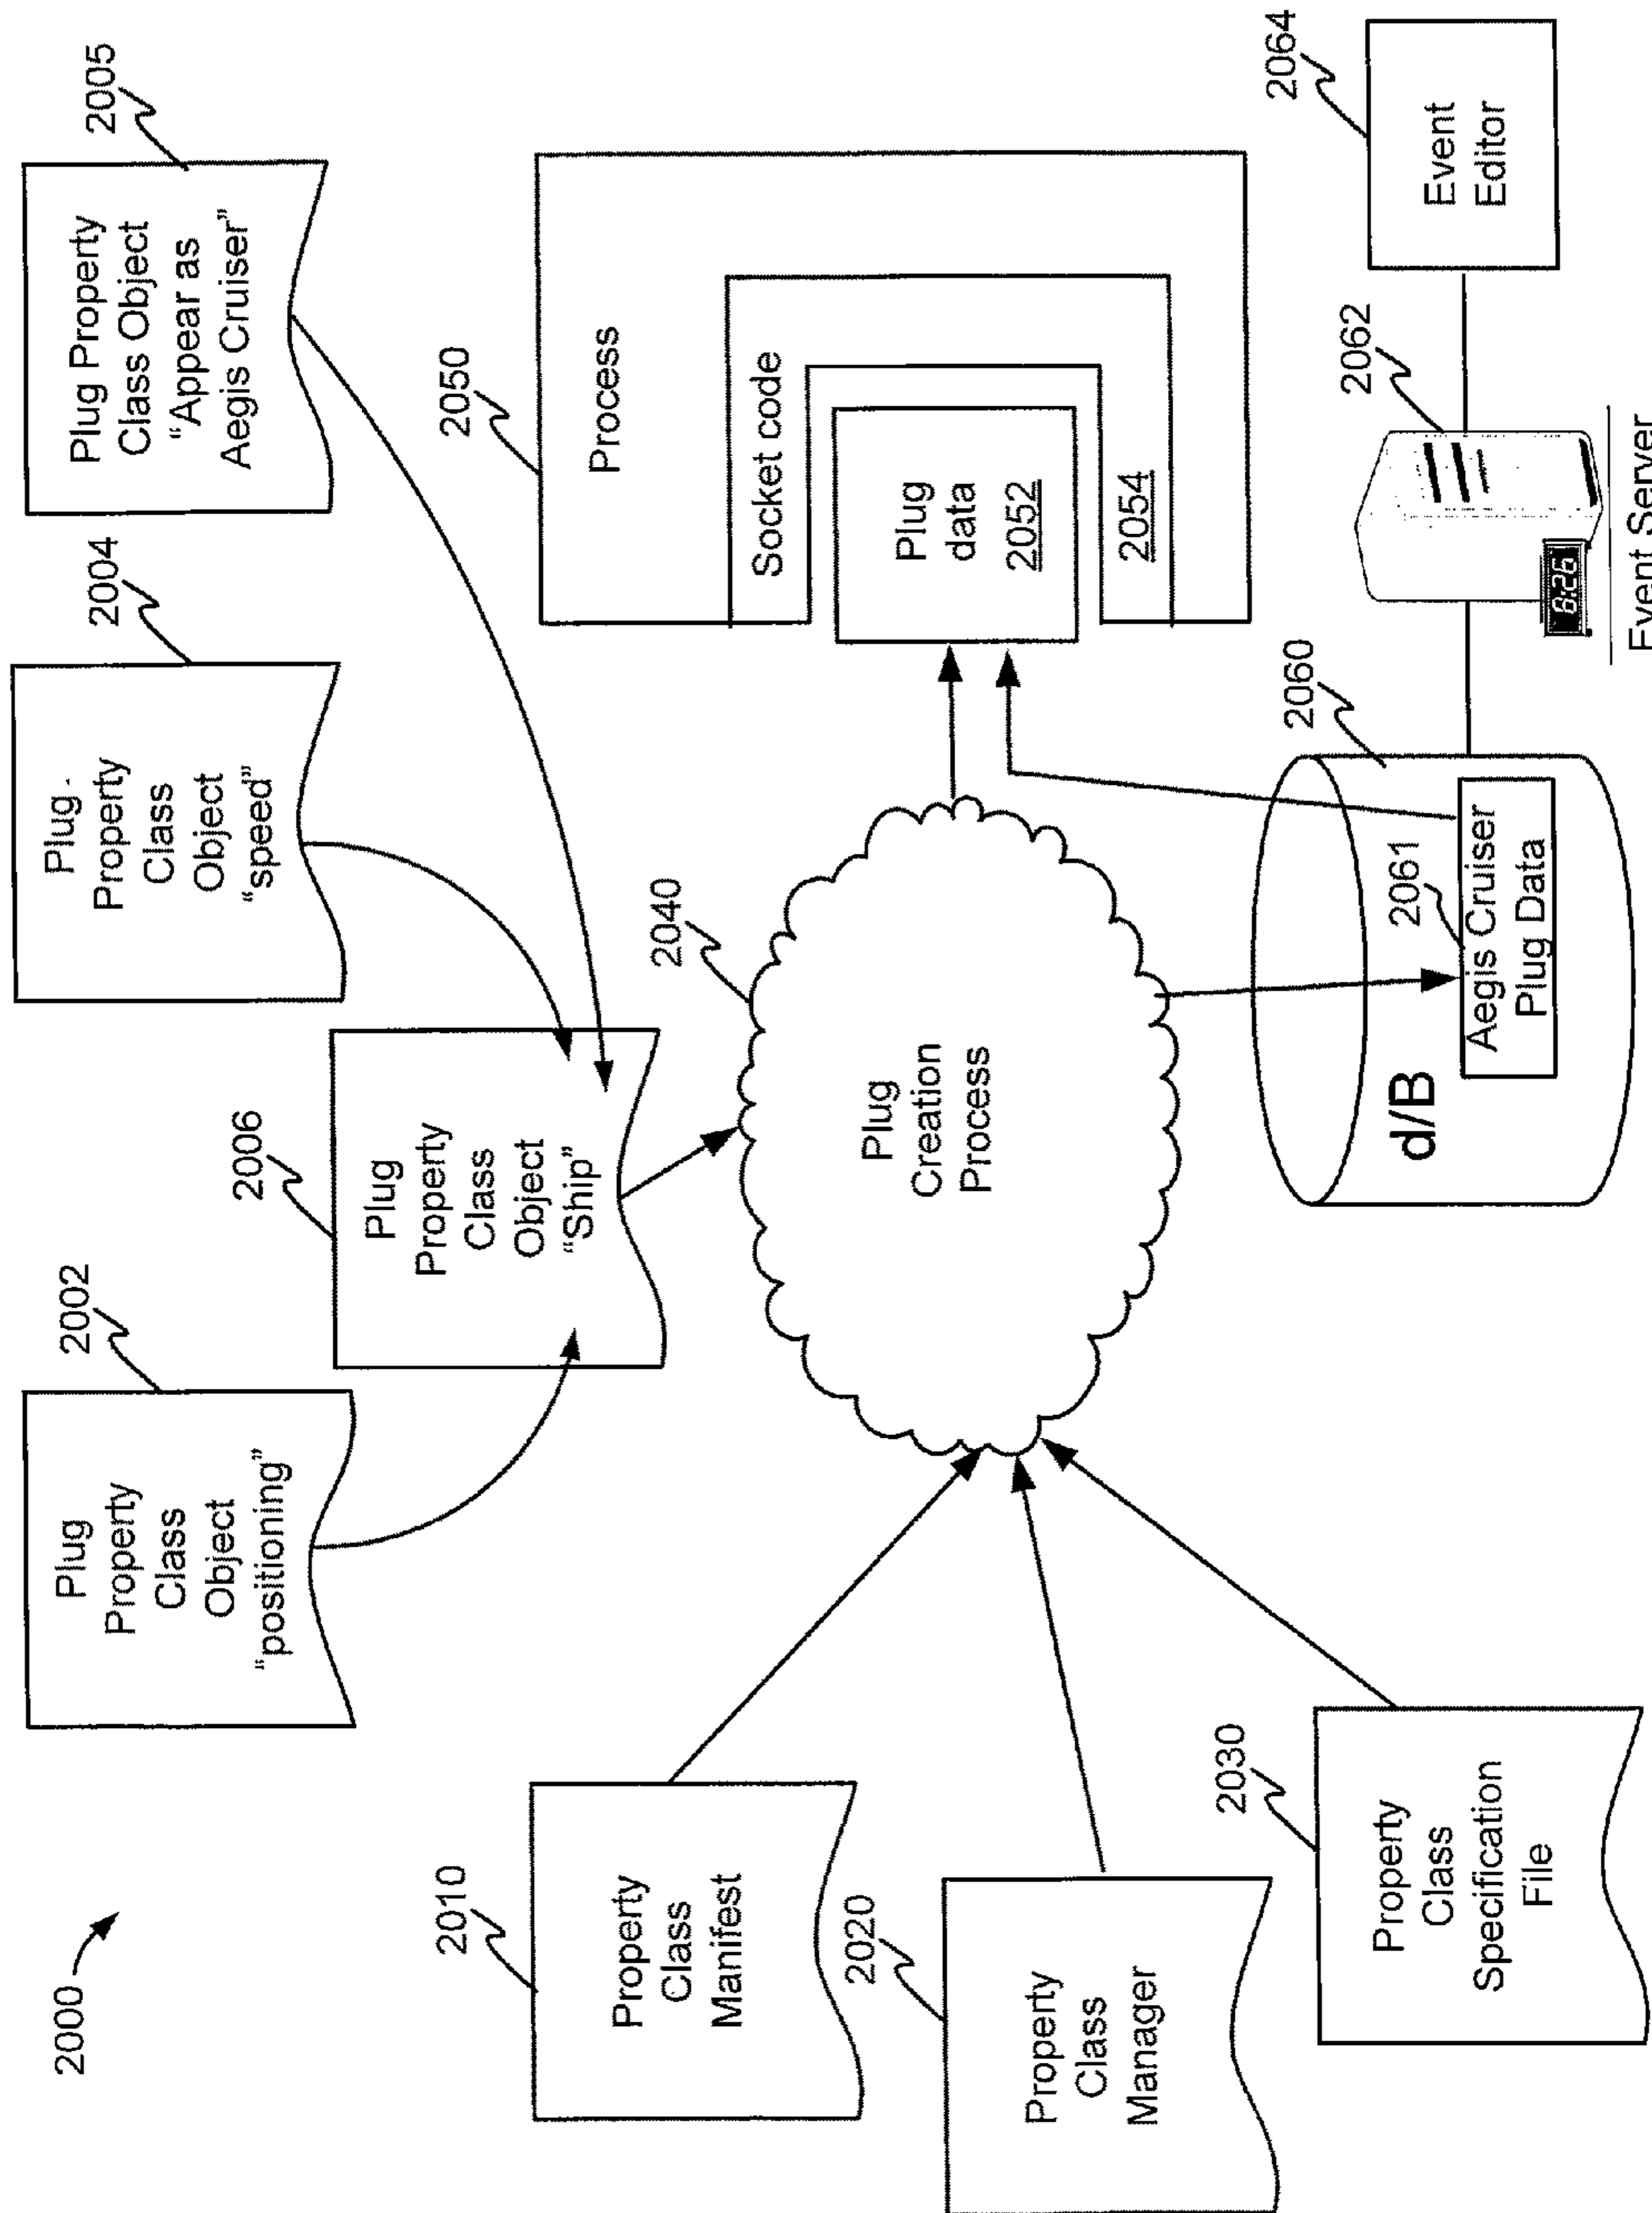 2000
2002
Plug
Property
Class
Object
“positioning”
2004
Plug -
Property
Class
Object
“speed”
2005
Plug Property
Class Object
“Appear as
Aegis Cruiser”
2006
Plug
Property
Class
Object
“Ship”
2010
Property
Class
Manifest
2020
Property
Class
Manager
2030
Property
Class
Specification
File
2040
Plug
Creation
Process
2050
Process
Socket code
Plug
data
2052
2054
2060
d/B
2061
Aegis Cruiser
Plug Data
2062
8:26
Event Server
2064
Event
Editor